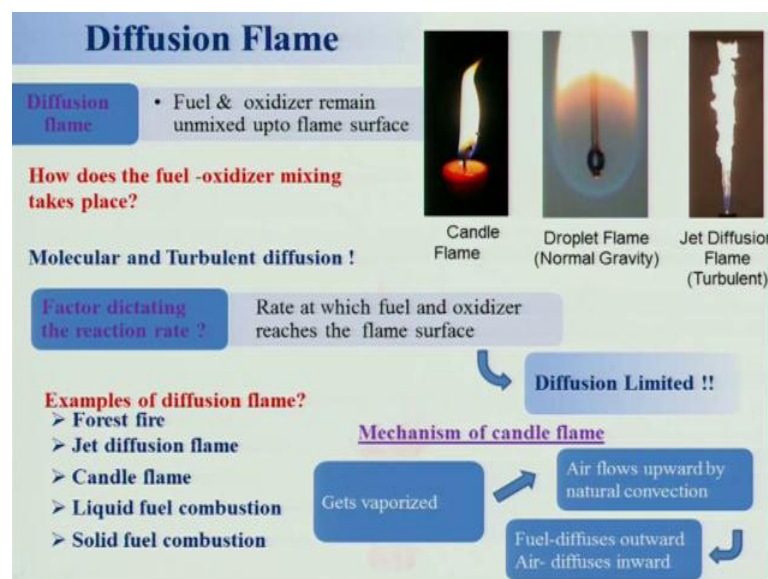 Diffusion Flame
Diffusion
flame
• Fuel & oxidizer remain
unmixed upto flame surface
How does the fuel -oxidizer mixing
takes place?
Molecular and Turbulent diffusion !
Candle
Flame
Droplet Flame
(Normal Gravity)
Jet Diffusion
Flame
(Turbulent)
Factor dictating
the reaction rate ?
Rate at which fuel and oxidizer
reaches the flame surface
Diffusion Limited !!
Examples of diffusion flame?
➢ Forest fire
➢ Jet diffusion flame
➢ Candle flame
➢ Liquid fuel combustion
➢ Solid fuel combustion
Mechanism of candle flame
Gets vaporized
Air flows upward by
natural convection
Fuel-diffuses outward
Air- diffuses inward